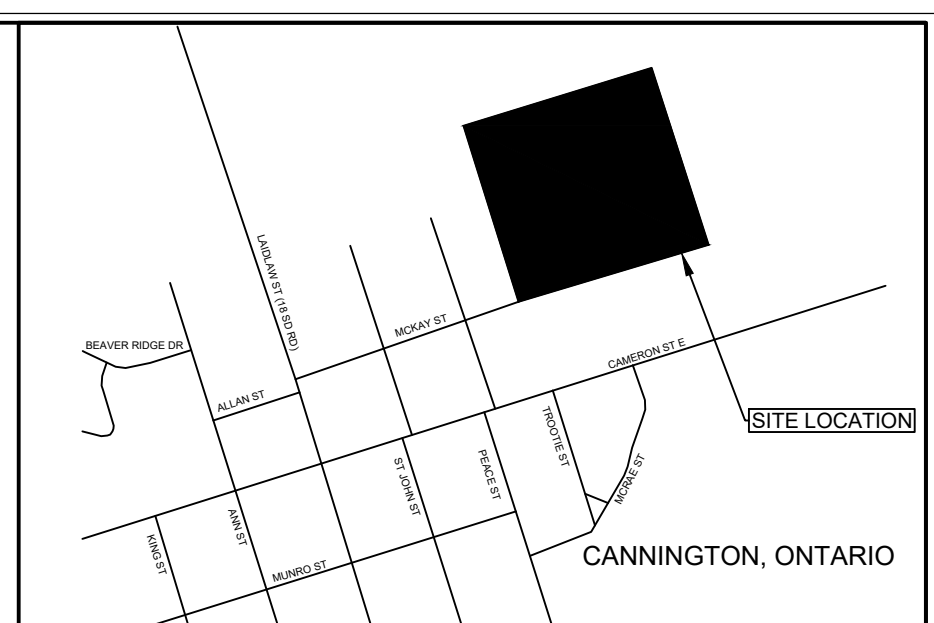 LAIDLAW ST (18 SD RD)
MCKAY ST
BEAVER RIDGE DR
CAMERON ST E
ALLAN ST
SITE LOCATION
TROOTIE ST
PEACE ST
ST JOHN ST
MCRAE ST
ANN ST
KING ST
CANNINGTON, ONTARIO
MUNRO ST